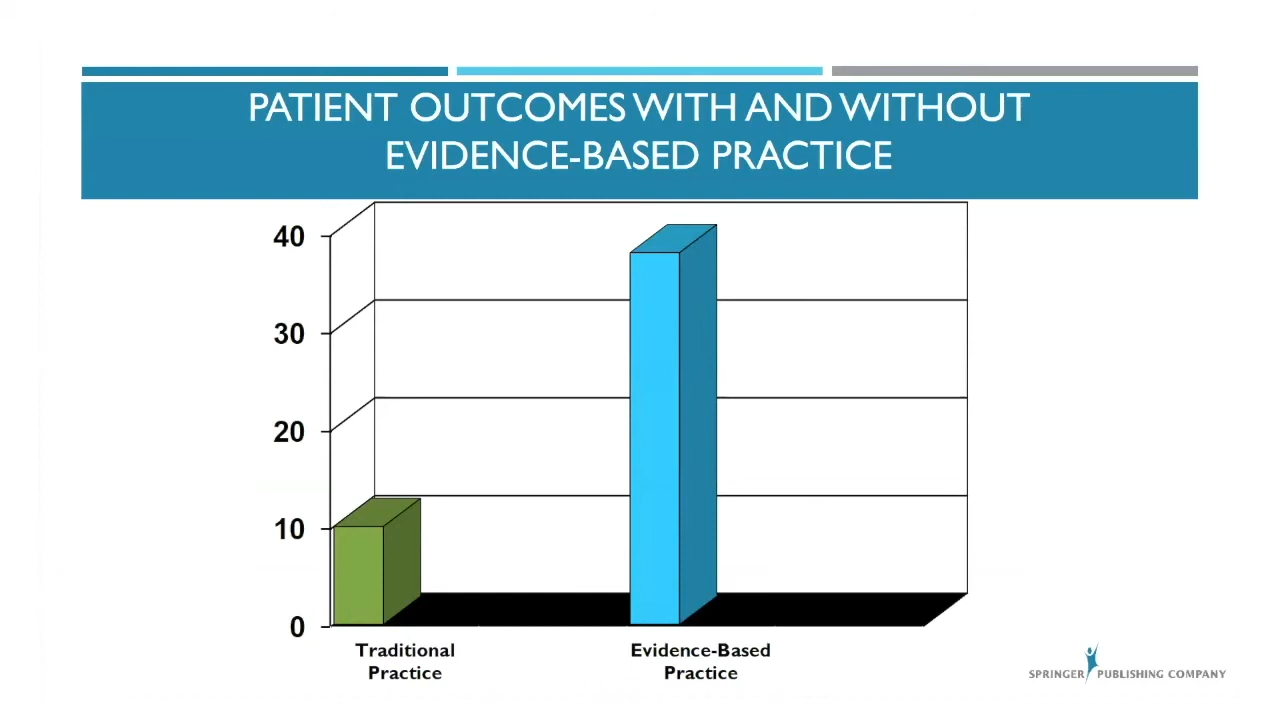 PATIENT OUTCOMES WITH AND WITHOUT
EVIDENCE-BASED PRACTICE
40
30
20
10
0
Traditional
Practice
Evidence-Based
Practice
SPRINGER PUBLISHING COMPANY